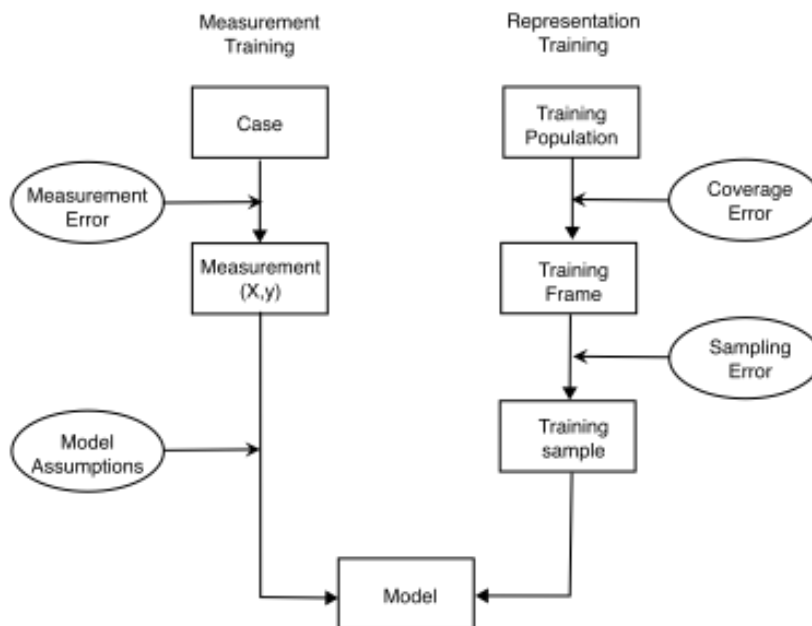 Measurement
Training
Representation
Training
Case
Training
Population
Measurement
Error
Coverage
Error
Measurement
(X,y)
Training
Frame
Sampling
Error
Model
Assumptions
Training
sample
Model